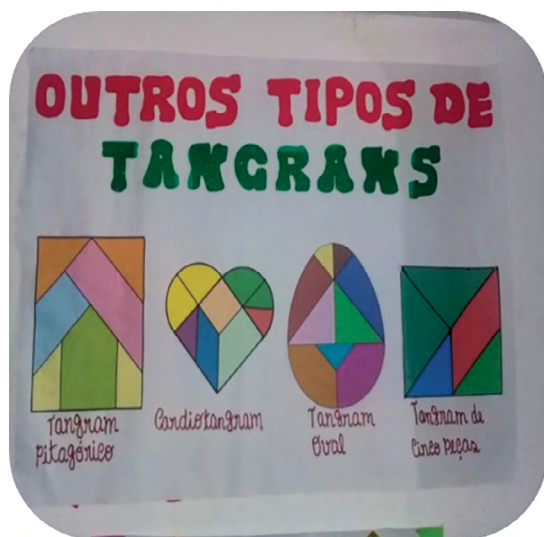 OUTROS TIPOS DE
TANGRANS
Tangram
pitagórico
Cardiotangram
Tangram
Oval
Tangram de
cinco peças